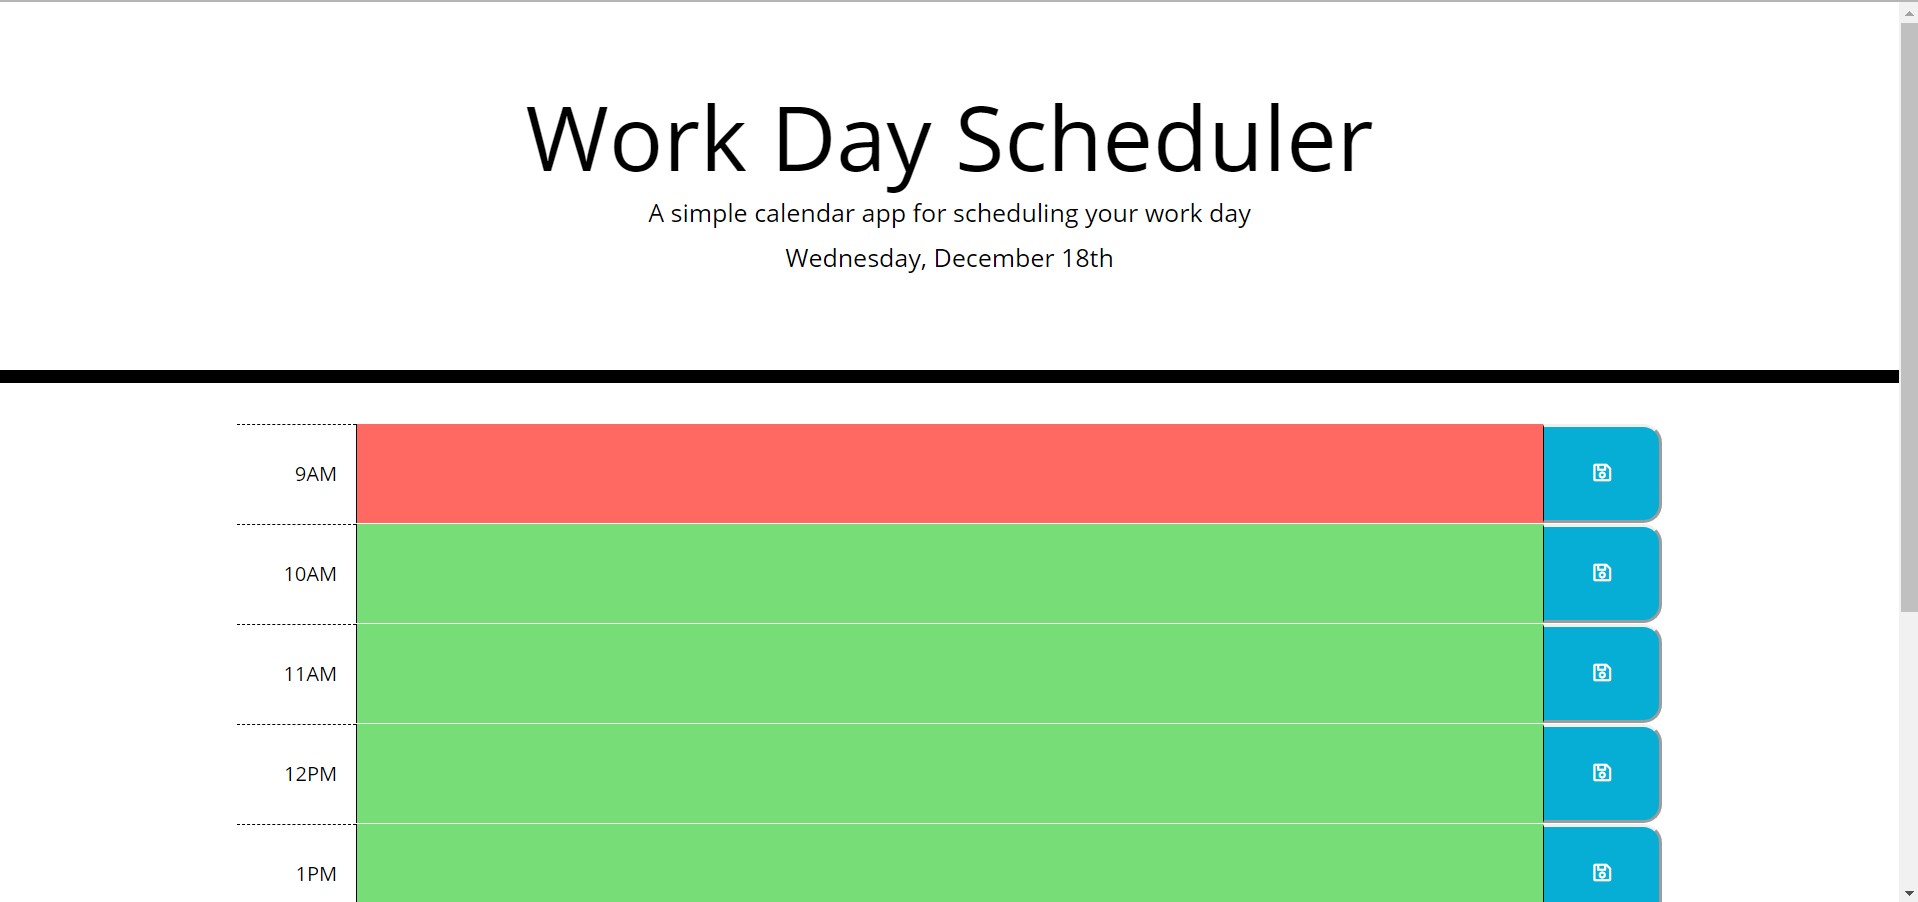 Work Day Scheduler
A simple calendar app for scheduling your work day
Wednesday, December 18th
9AM
10AM
11AM
12PM
1PM